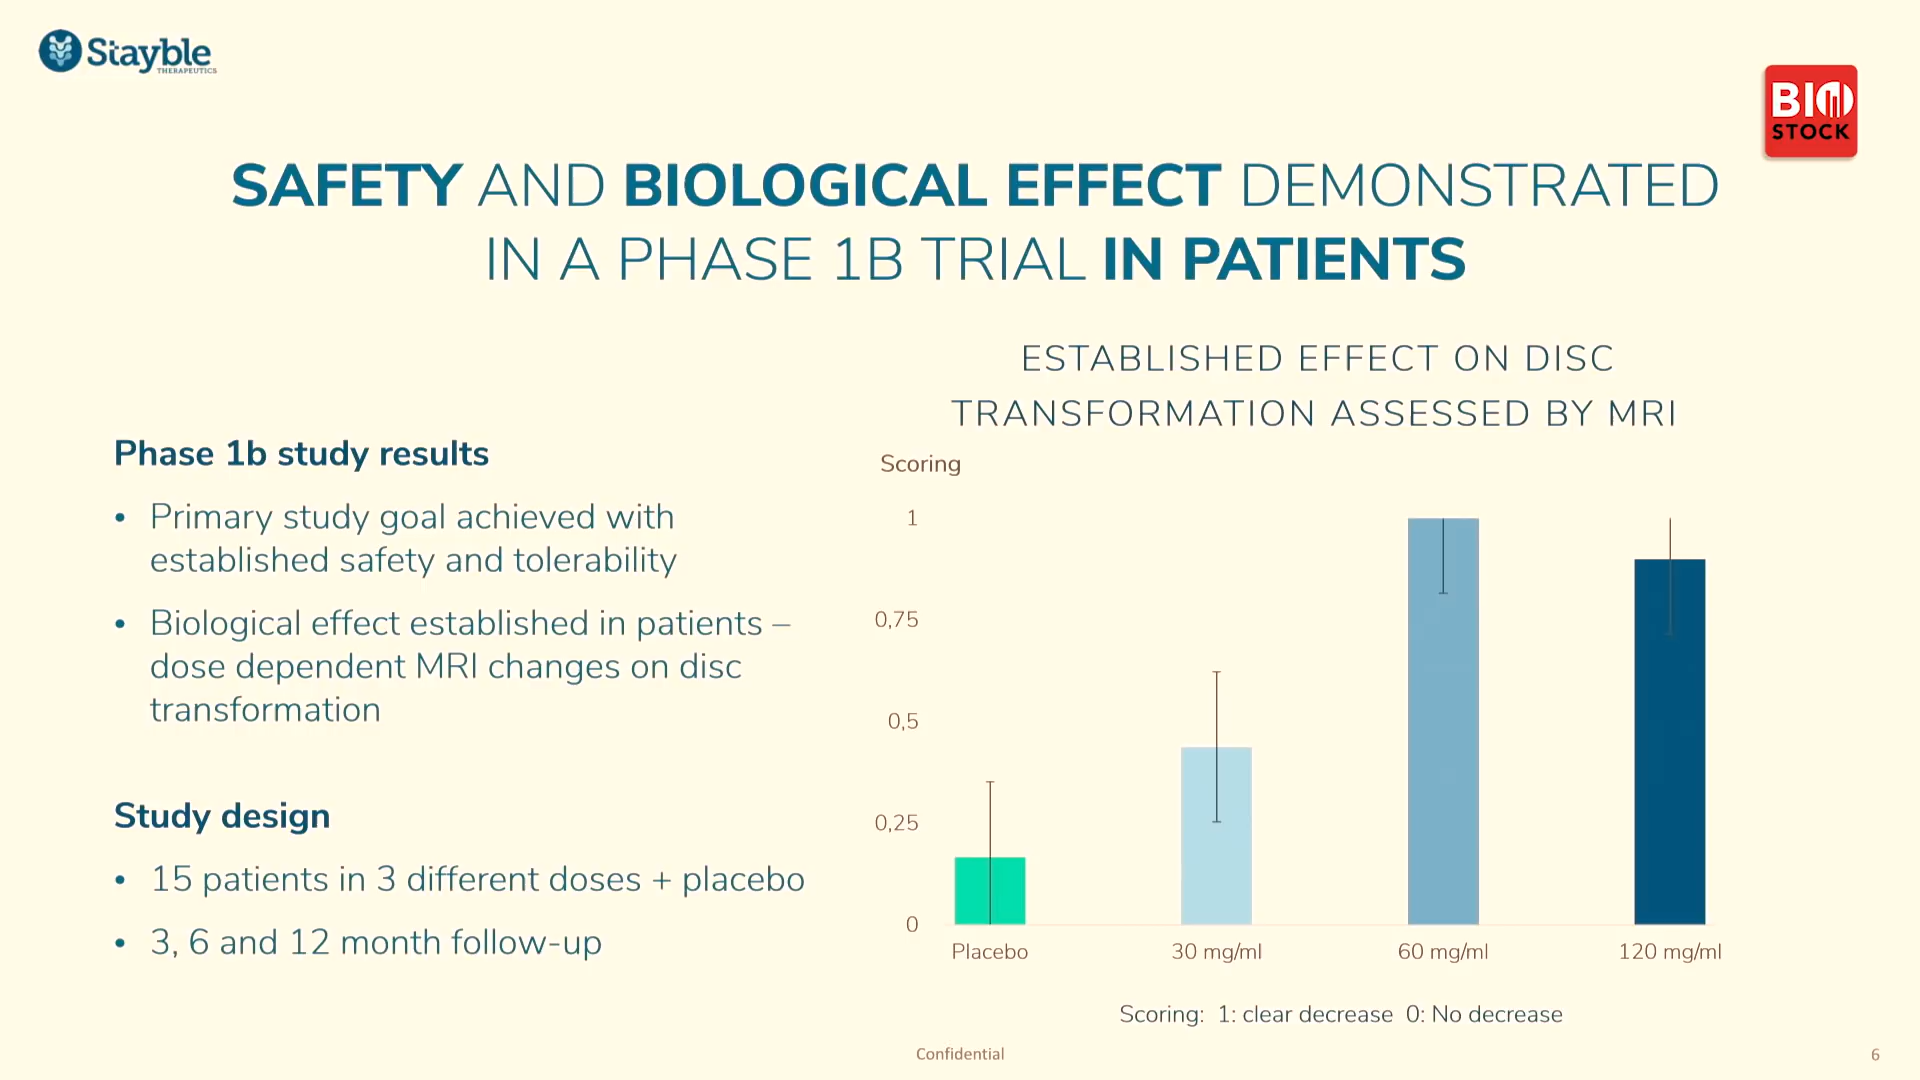 Stayble
THERAPEUTICS
BIO
STOCK
SAFETY AND BIOLOGICAL EFFECT DEMONSTRATED
IN A PHASE 1B TRIAL IN PATIENTS
Phase 1b study results
• Primary study goal achieved with
established safety and tolerability
• Biological effect established in patients –
dose dependent MRI changes on disc
transformation
Study design
• 15 patients in 3 different doses + placebo
• 3, 6 and 12 month follow-up
ESTABLISHED EFFECT ON DISC
TRANSFORMATION ASSESSED BY MRI
Scoring
1
0,75
0,5
0,25
0
Placebo 30 mg/ml 60 mg/ml 120 mg/ml
Scoring: 1: clear decrease 0: No decrease
Confidential
6